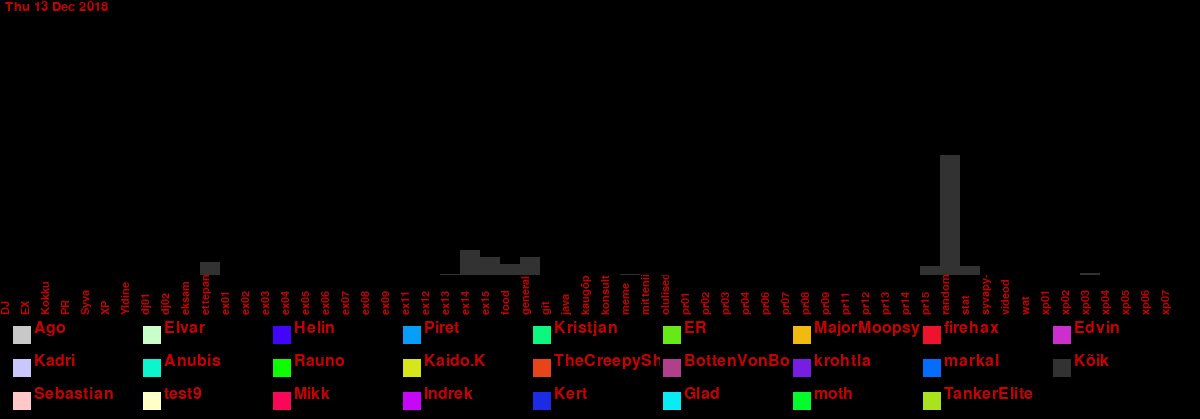 Thu 13 Dec 2018
DJ EX Kokku PR Syva XP Yldine dj01 dj02 eksam ettepan ex01 ex02 ex03 ex04 ex05 ex06 ex07 ex08 ex09 ex11 ex12 ex13 ex14 ex15 food general git java kaugõp konsult meme mitteinii olulised pr01 pr02 pr03 pr04 pr06 pr07 pr08 pr09 pr11 pr12 pr13 pr14 pr15 random stat syvapy- videod wat xp01 xp02 xp03 xp04 xp05 xp06 xp07
Ago Elvar Helin Piret Kristjan ER MajorMoopsy firehax Edvin
Kadri Anubis Rauno Kaido.K TheCreepySh BottenVonBo krohtla markal Kõik
Sebastian test9 Mikk Indrek Kert Glad moth TankerElite